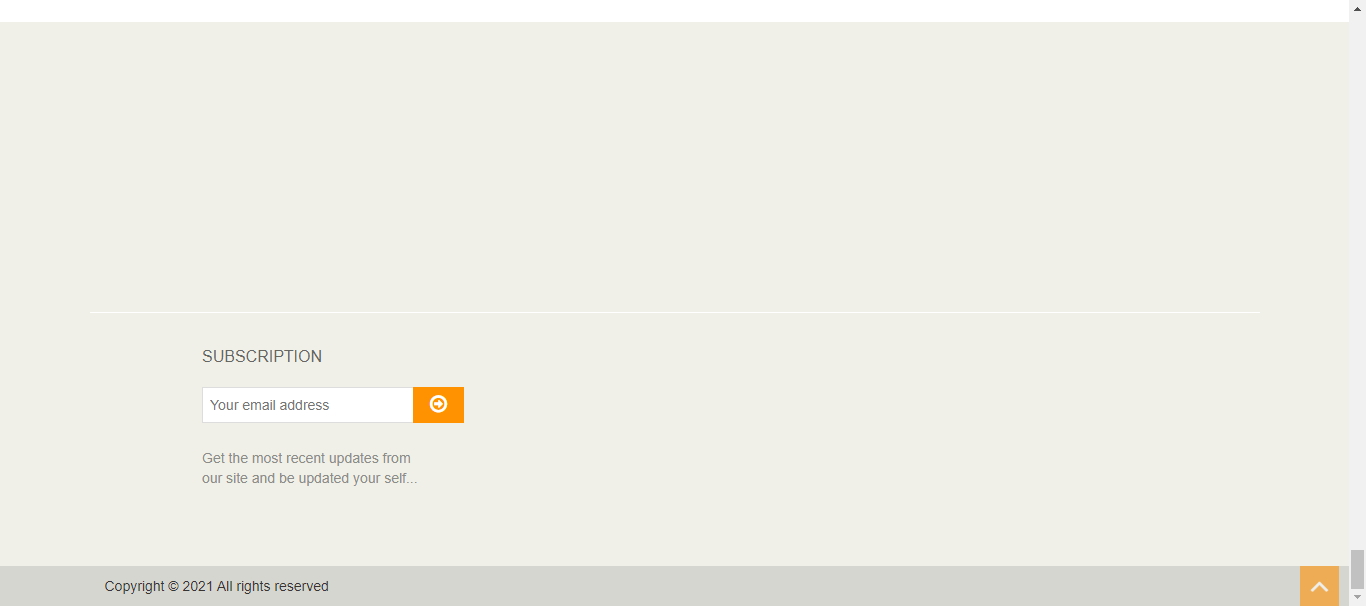 SUBSCRIPTION
Your email address
Get the most recent updates from
our site and be updated your self...
Copyright © 2021 All rights reserved